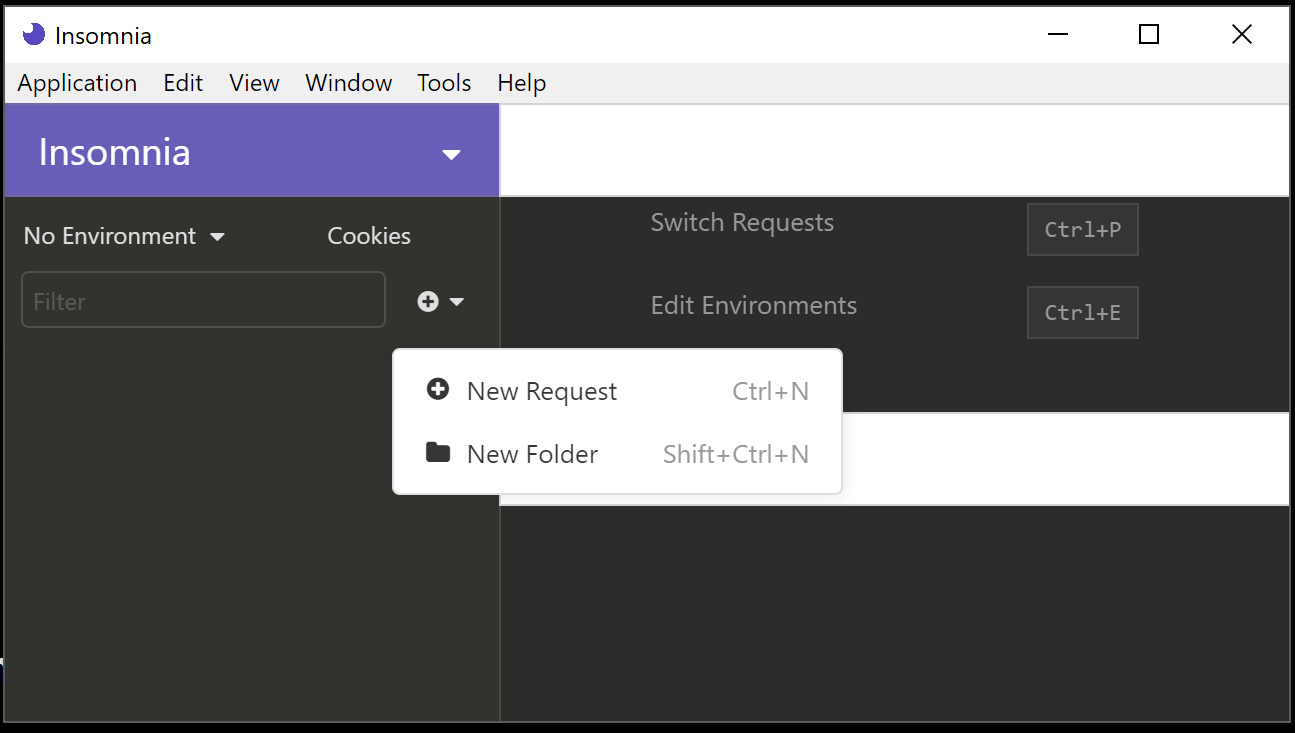 Insomnia
Application Edit View Window Tools Help
Insomnia
No Environment Cookies
Filter
Switch Requests Ctrl+P
Edit Environments Ctrl+E
New Request Ctrl+N
New Folder Shift+Ctrl+N